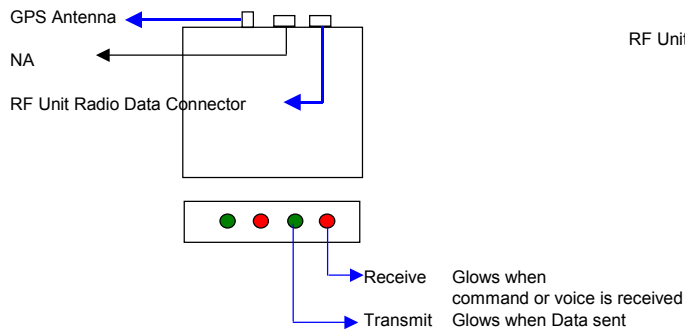 GPS Antenna
RF Unit
NA
RF Unit Radio Data Connector
Receive Glows when
command or voice is received
Transmit Glows when Data sent